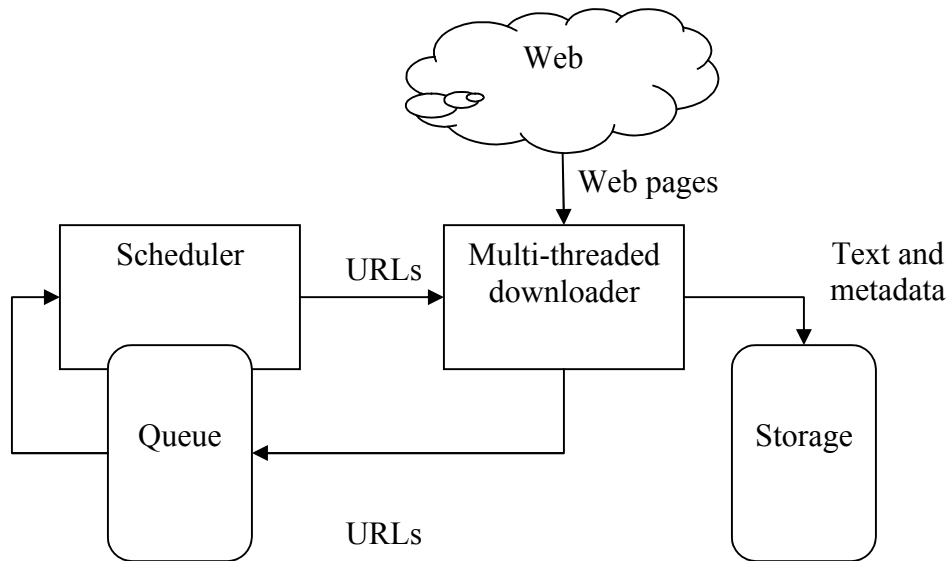 Web
Web pages
Scheduler
URLs
Multi-threaded
downloader
Text and
metadata
Queue
Storage
URLs